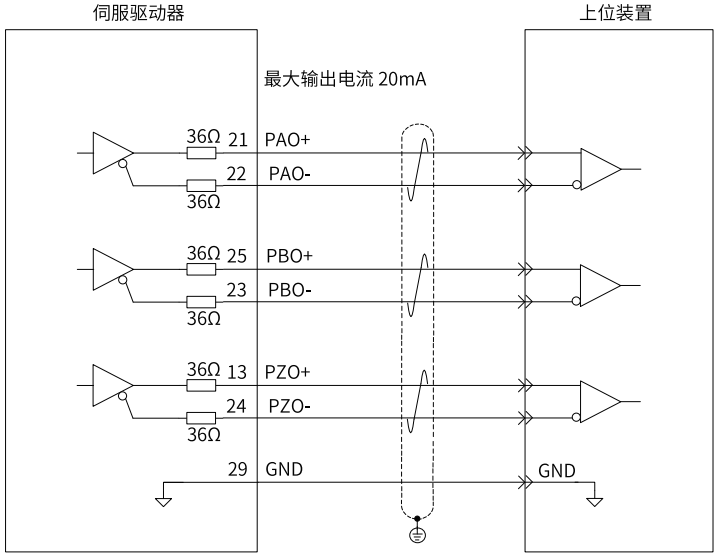 伺服驱动器
上位装置
最大输出电流 20mA
36Ω 21 PAO+
22 PAO-
36Ω
36Ω 25 PBO+
23 PBO-
36Ω
36Ω 13 PZO+
24 PZO-
36Ω
29 GND
GND